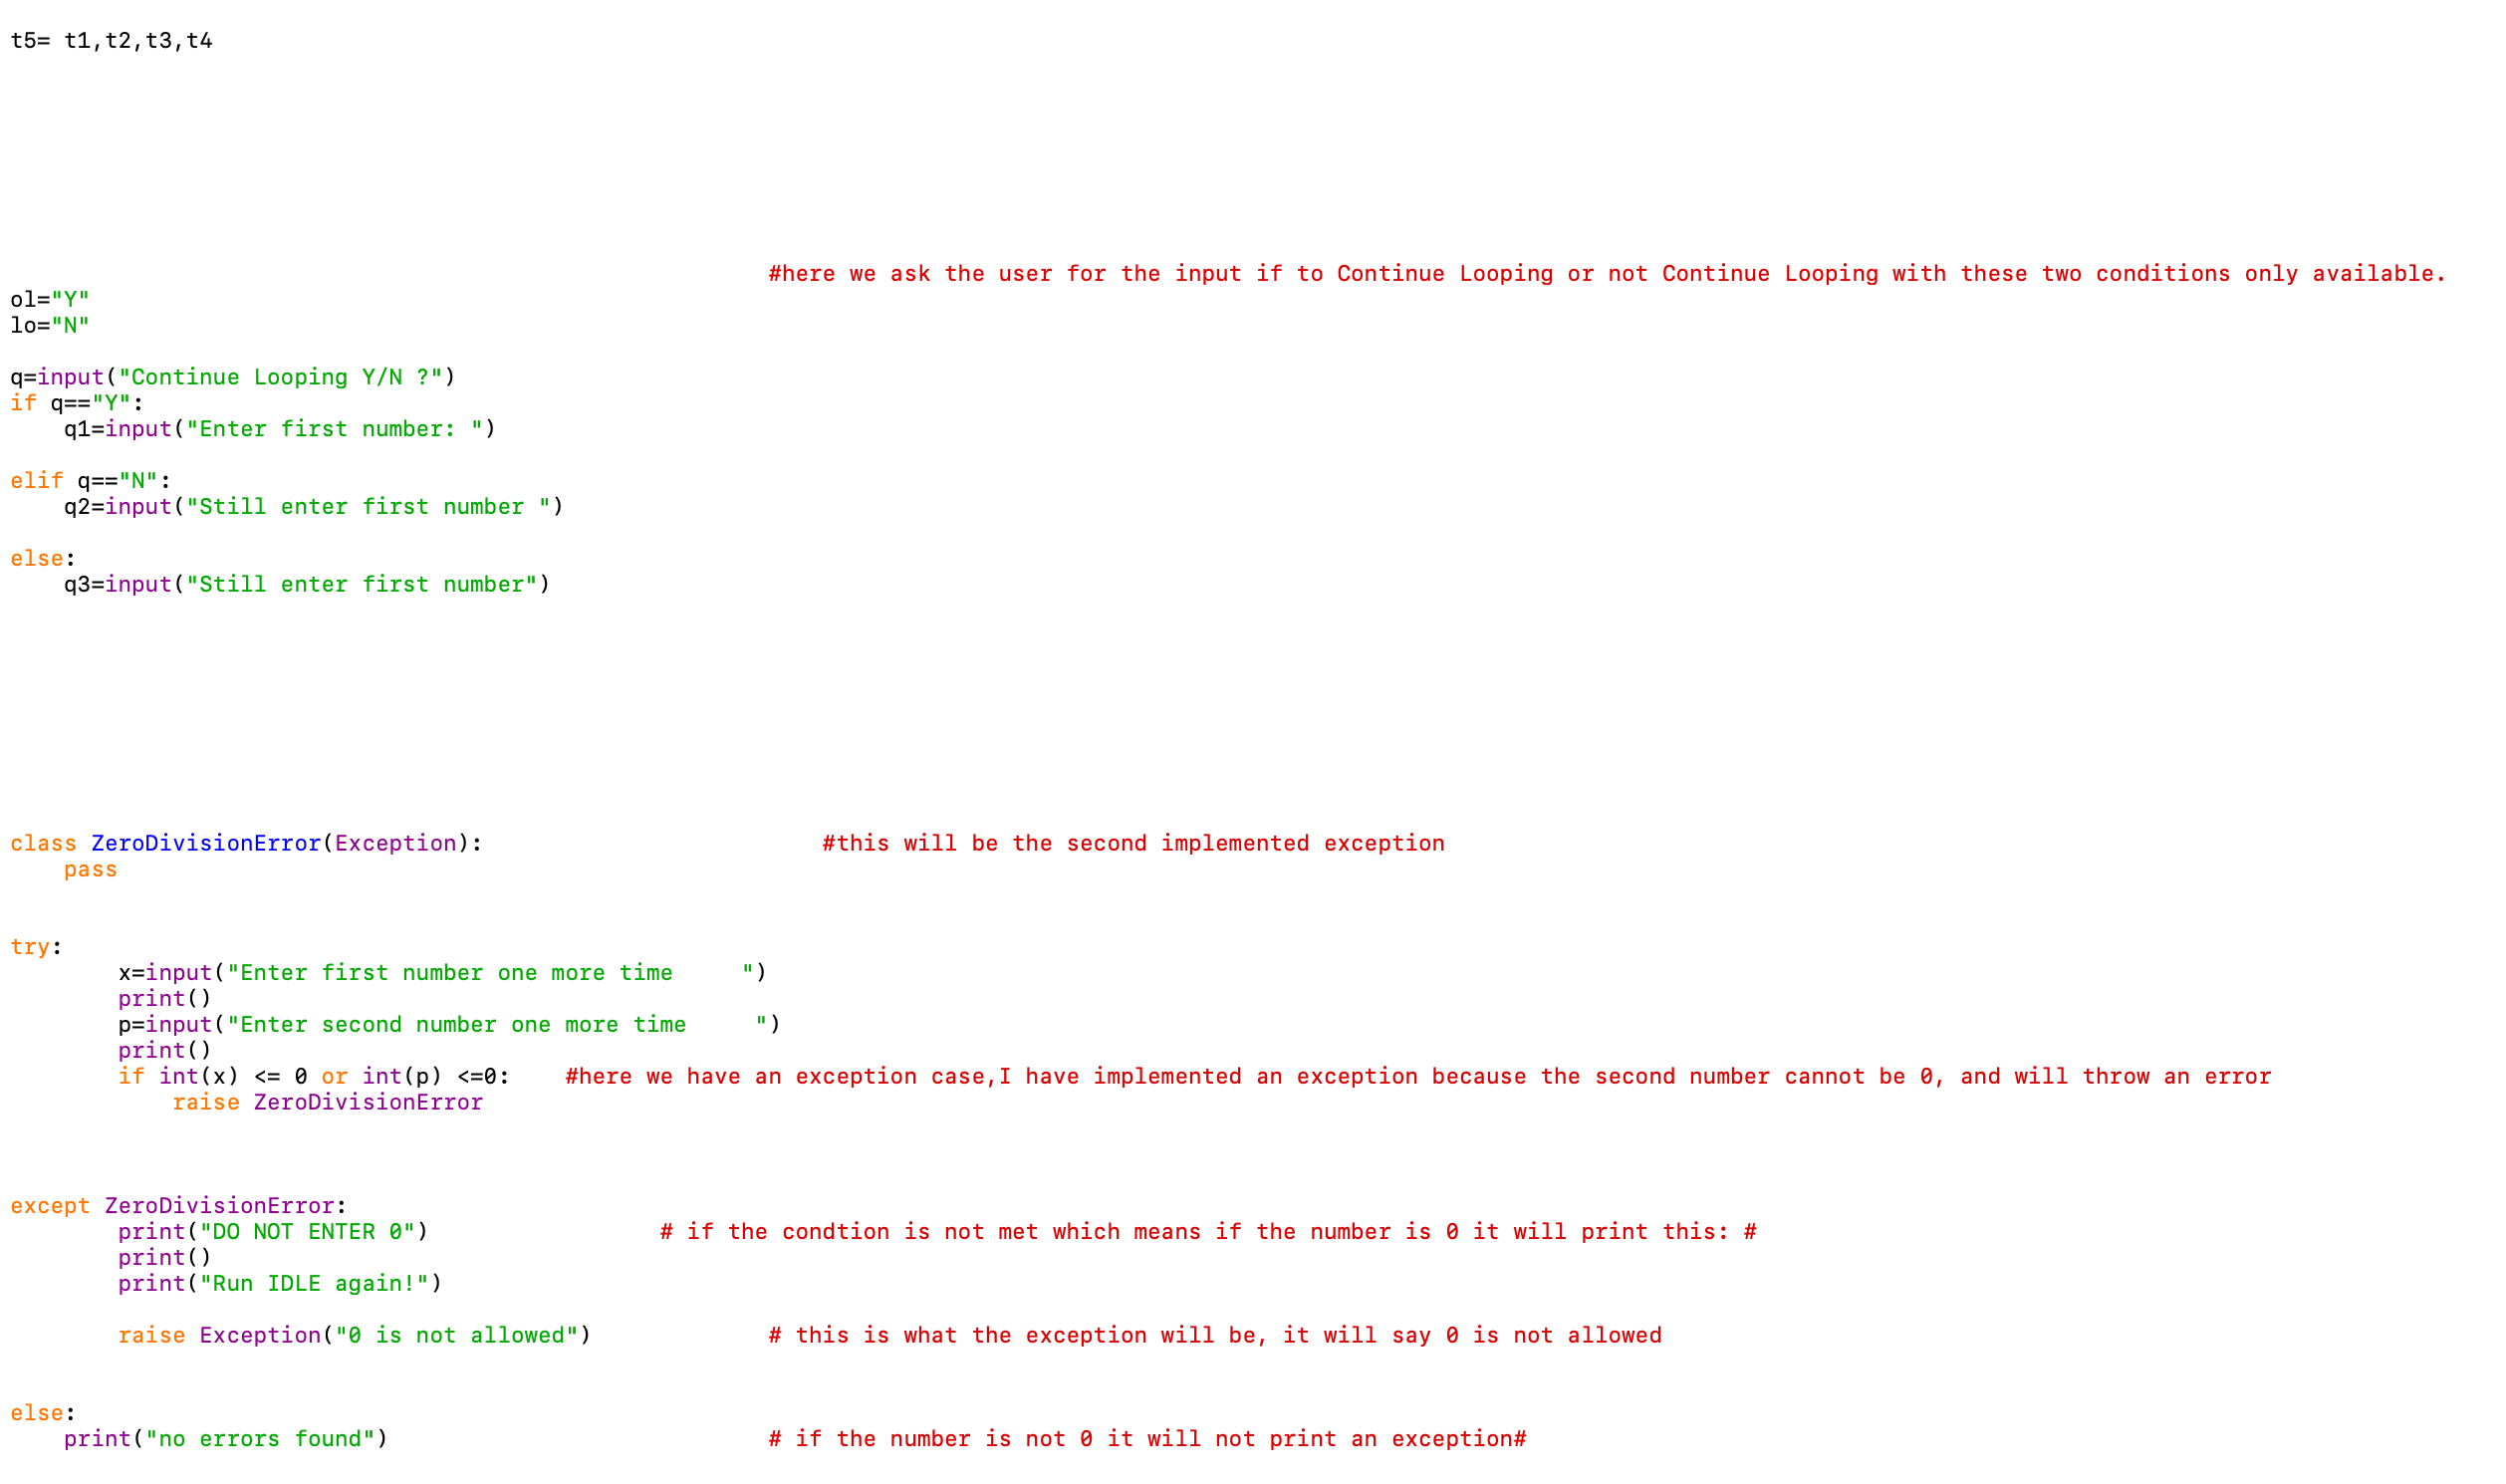 t5= t1,t2,t3,t4
#here we ask the user for the input if to Continue Looping or not Continue Looping with these two conditions only available.
ol="Y"
lo="N"
q=input("Continue Looping Y/N ?")
if q=="Y":
    q1=input("Enter first number: ")
elif q=="N":
    q2=input("Still enter first number ")
else:
    q3=input("Still enter first number")
class ZeroDivisionError(Exception):                         #this will be the second implemented exception
    pass
try:
        x=input("Enter first number one more time     ")
        print()
        p=input("Enter second number one more time     ")
        print()
        if int(x) <= 0 or int(p) <=0:    #here we have an exception case,I have implemented an exception because the second number cannot be 0, and will throw an error
            raise ZeroDivisionError
except ZeroDivisionError:
        print("DO NOT ENTER 0")                 # if the condtion is not met which means if the number is 0 it will print this: #
        print()
        print("Run IDLE again!")
        raise Exception("0 is not allowed")             # this is what the exception will be, it will say 0 is not allowed
else:
    print("no errors found")                            # if the number is not 0 it will not print an exception#